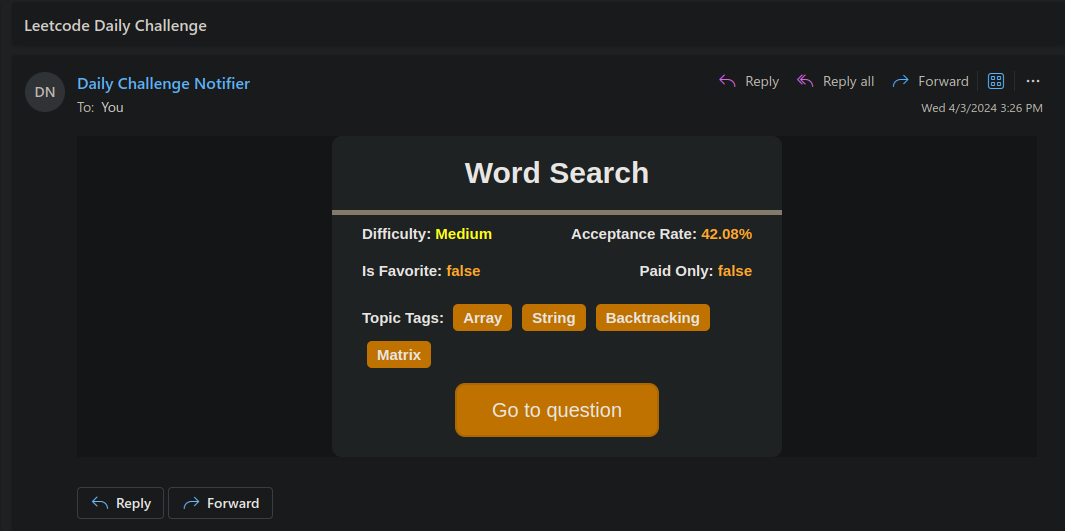 Leetcode Daily Challenge
DN
Daily Challenge Notifier
Reply Reply all Forward
To: You
Wed 4/3/2024 3:26 PM
Word Search
Difficulty: Medium Acceptance Rate: 42.08%
Is Favorite: false Paid Only: false
Topic Tags: Array String Backtracking
Matrix
Go to question
Reply Forward